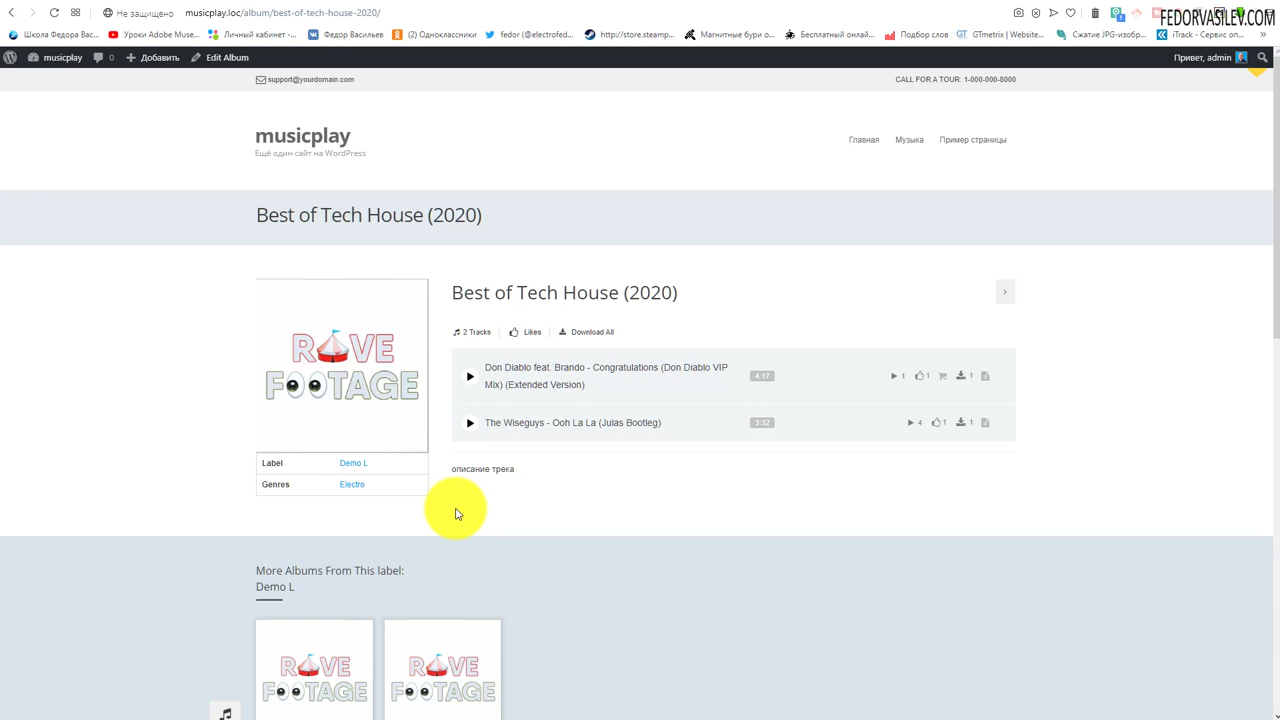 Не защищено
musicplay.loc/album/best-of-tech-house-2020/
FEDORVASILEV.COM
Школа Федора Вас...
Уроки Adobe Muse...
Личный кабинет -...
Федор Васильев
(2) Одноклассники
fedor (@electrofed...
http://store.steamp...
Магнитные бури о...
Бесплатный онлай...
Подбор слов
GTmetrix | Website...
Сжатие JPG-изобр...
iTrack - Сервис оп...
musicplay
0
Добавить
Edit Album
Привет, admin
support@yourdomain.com
CALL FOR A TOUR: 1-000-000-8000
musicplay
Ещё один сайт на WordPress
Главная
Музыка
Пример страницы
Best of Tech House (2020)
Best of Tech House (2020)
2 Tracks
Likes
Download All
Don Diablo feat. Brando - Congratulations (Don Diablo VIP
Mix) (Extended Version)
4:17
1
1
1
The Wiseguys - Ooh La La (Julas Bootleg)
3:32
4
1
1
RAVE
FOOTAGE
Label
Demo L
Genres
Electro
описание трека
More Albums From This label:
Demo L
RAVE
FOOTAGE
RAVE
FOOTAGE